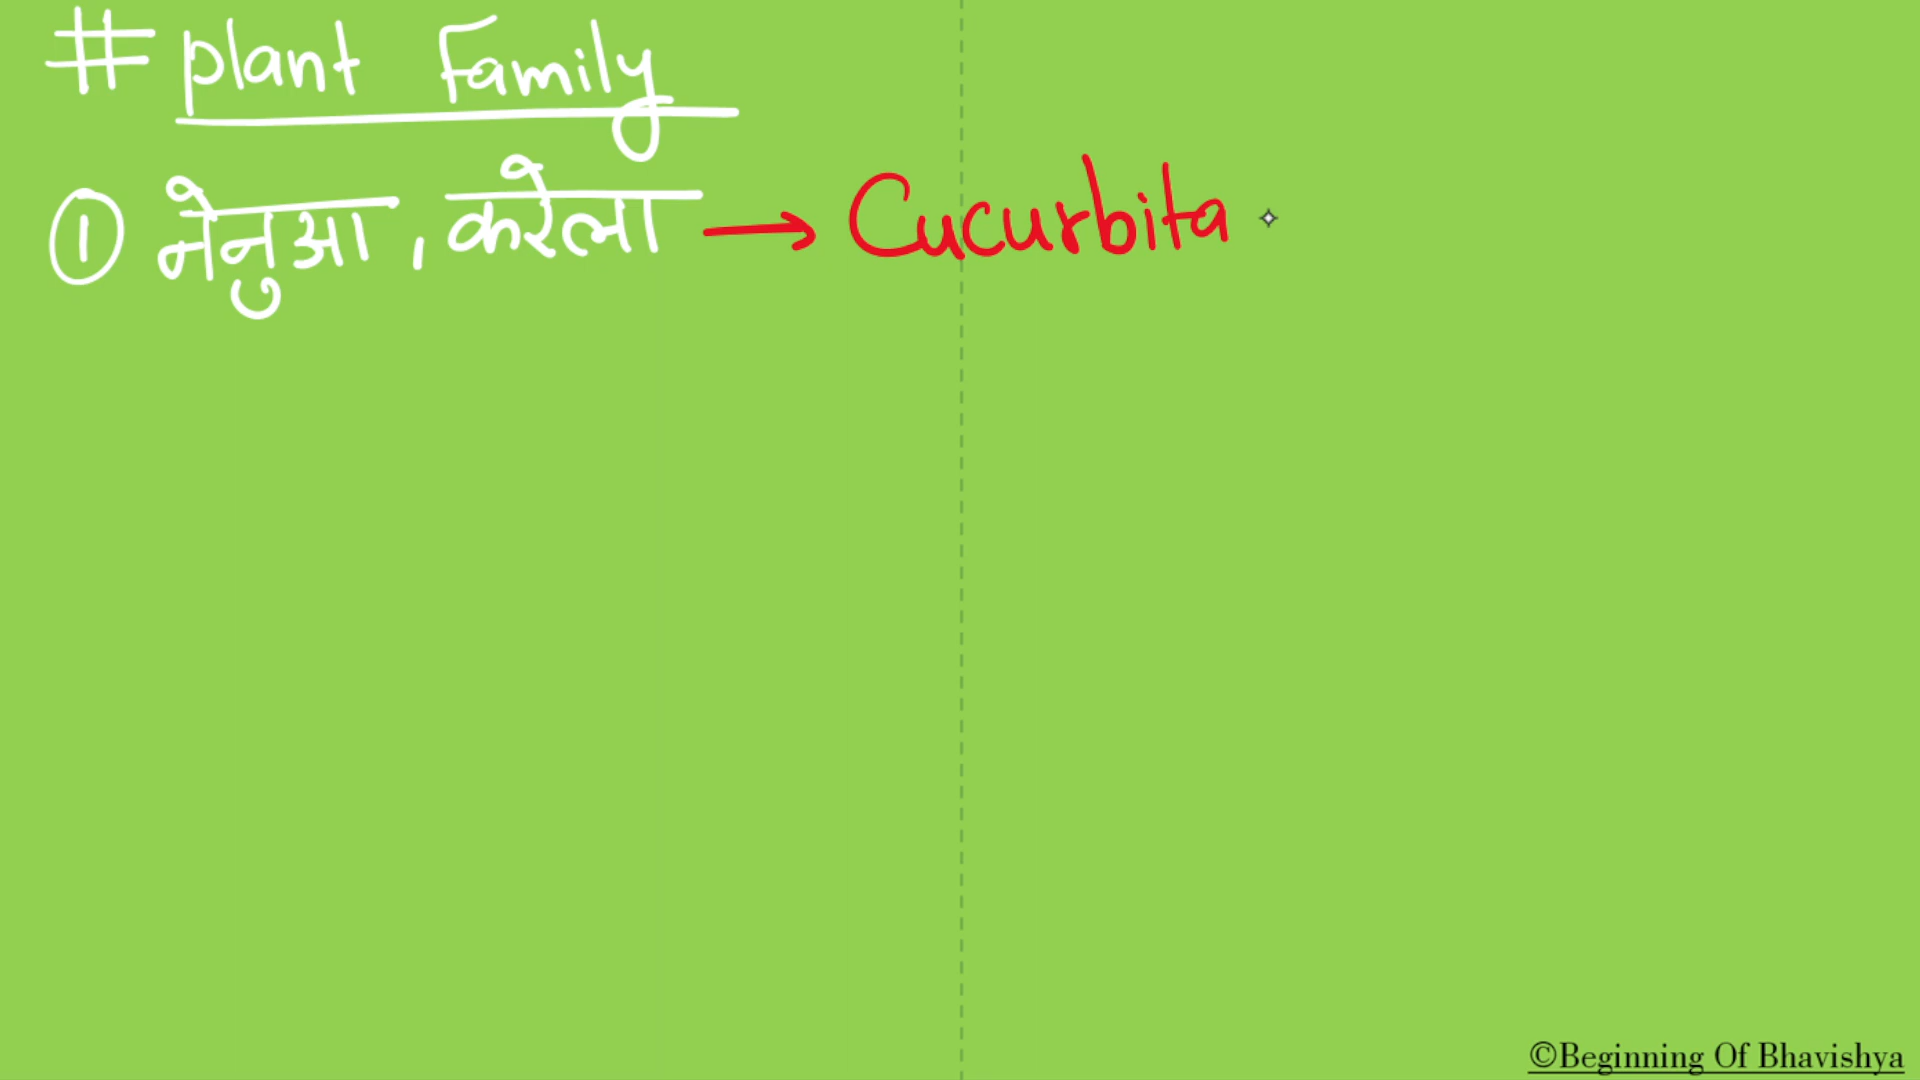 # plant Family
① नेनुआ, करेला → Cucurbita
©Beginning Of Bhavishya